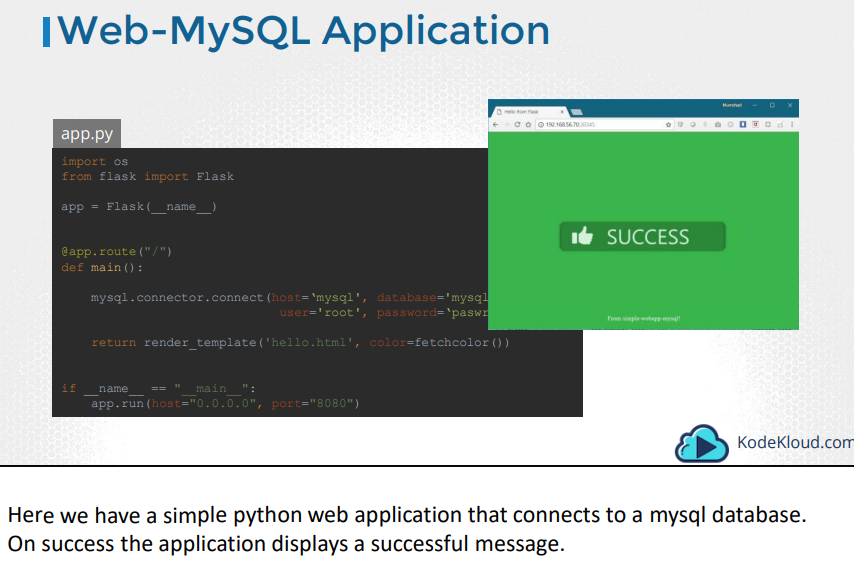 Web-MySQL Application
app.py
import os
from flask import Flask
app = Flask(__name__)
@app.route("/")
def main():
mysql.connector.connect(host=‘mysql', database='mysql
user='root', password=‘paswr
return render_template('hello.html', color=fetchcolor())
if __name__ == "__main__":
app.run(host="0.0.0.0", port="8080")
Hello from flask
192.168.56.70
SUCCESS
From simple-webapp-mysql!
KodeKloud.com
Here we have a simple python web application that connects to a mysql database.
On success the application displays a successful message.